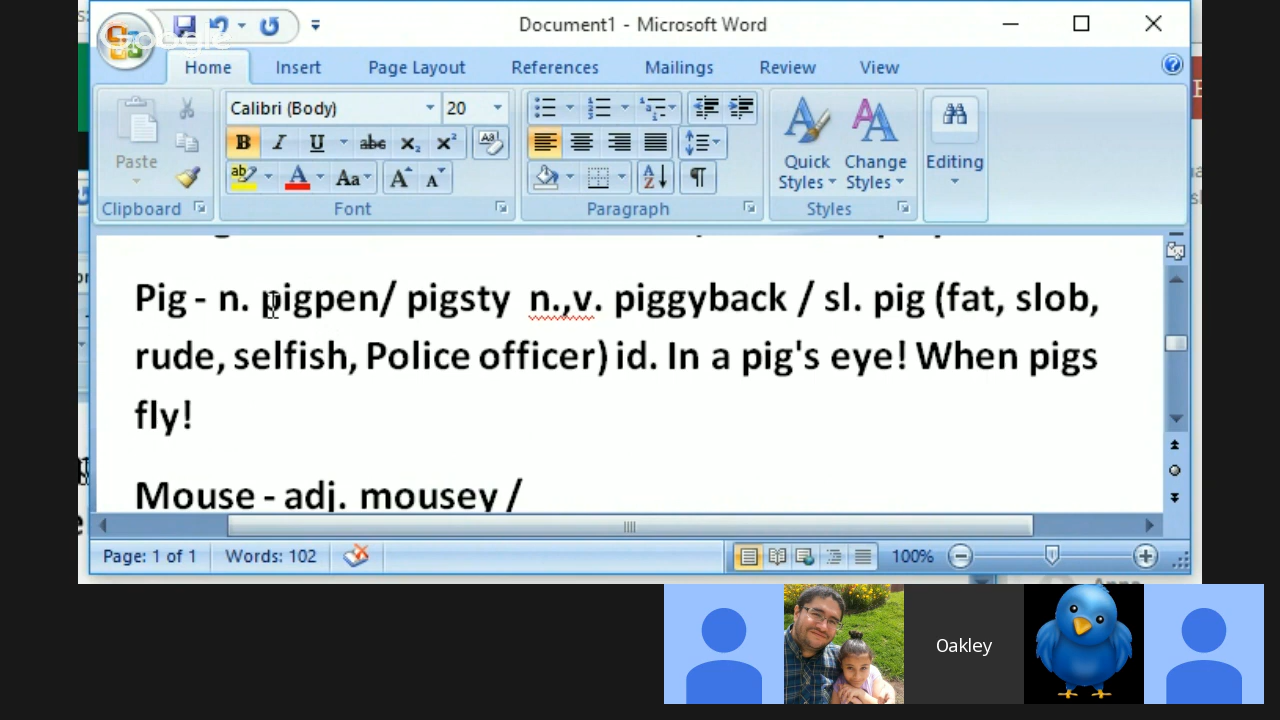 Google
Document1 - Microsoft Word
Home Insert Page Layout References Mailings Review View
Calibri (Body) 20
Paste
Quick Styles
Change Styles
Editing
Clipboard Font Paragraph Styles
Pig - n. pigpen/ pigsty n.,v. piggyback / sl. pig (fat, slob,
rude, selfish, Police officer) id. In a pig's eye! When pigs
fly!
Mouse - adj. mousey /
Page: 1 of 1 Words: 102 100%
Oakley